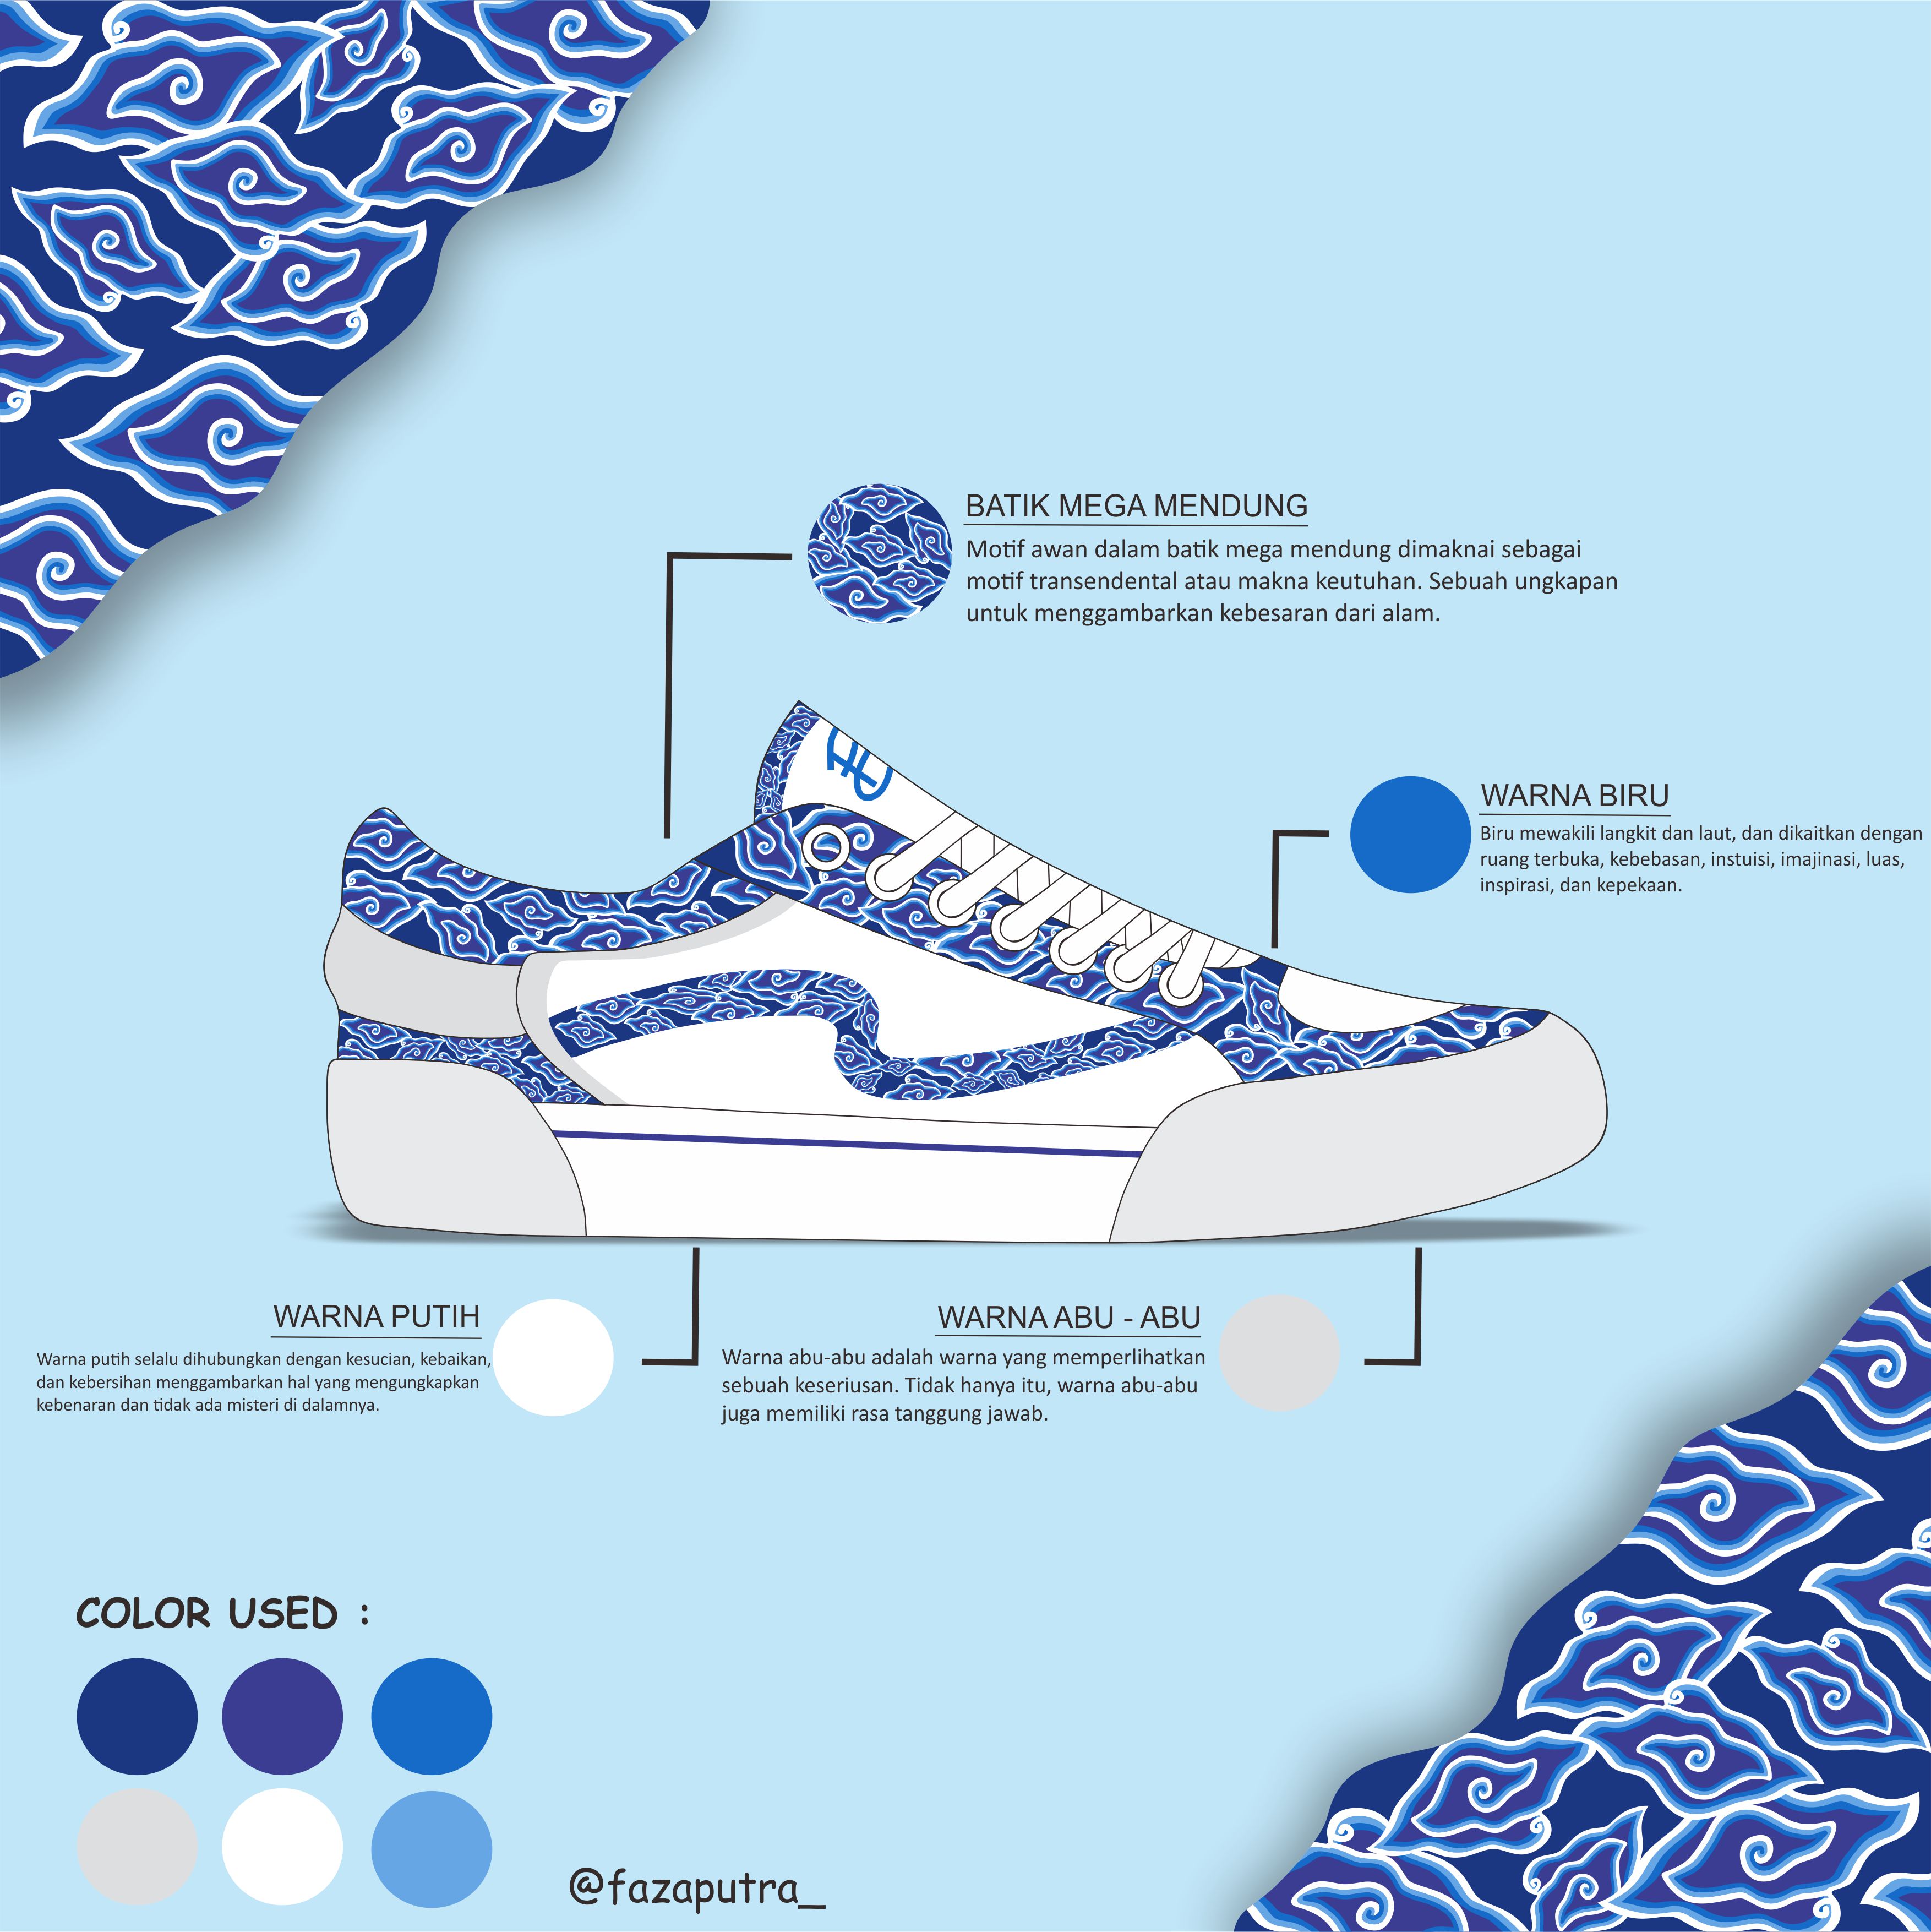 BATIK MEGA MENDUNG
Motif awan dalam batik mega mendung dimaknai sebagai
motif transendental atau makna keutuhan. Sebuah ungkapan
untuk menggambarkan kebesaran dari alam.
WARNA BIRU
Biru mewakili langkit dan laut, dan dikaitkan dengan
ruang terbuka, kebebasan, instuisi, imajinasi, luas,
inspirasi, dan kepekaan.
WARNA PUTIH
Warna putih selalu dihubungkan dengan kesucian, kebaikan,
dan kebersihan menggambarkan hal yang mengungkapkan
kebenaran dan tidak ada misteri di dalamnya.
WARNA ABU - ABU
Warna abu-abu adalah warna yang memperlihatkan
sebuah keseriusan. Tidak hanya itu, warna abu-abu
juga memiliki rasa tanggung jawab.
COLOR USED :
@fazaputra_